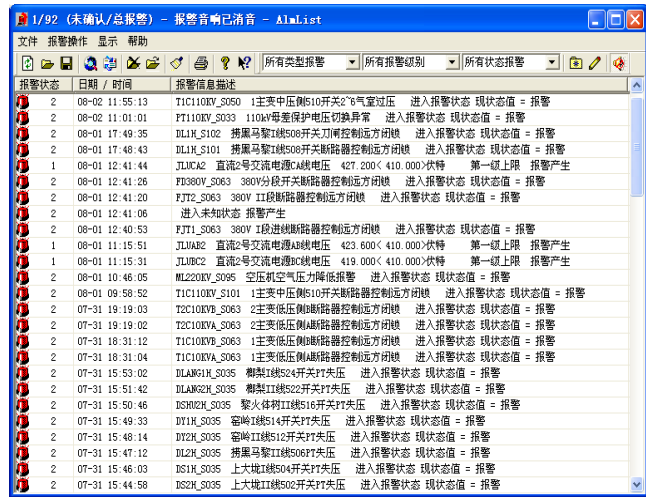 1/92 (未确认/总报警) - 报警音响已消音 - AlmList
文件 报警操作 显示 帮助
所有类型报警 所有报警级别 所有状态报警
报警状态 日期 / 时间 报警信息描述
2 08-02 11:55:13 T1C110KV_S050 1主变中压侧510开关2~6气室过压 进入报警状态 现状态值 = 报警
2 08-02 11:01:01 PT110KV_S033 110kV母差保护电压切换异常 进入报警状态 现状态值 = 报警
2 08-01 17:49:35 DL1H_S102 捞黑马黎I线508开关刀闸控制远方闭锁 进入报警状态 现状态值 = 报警
2 08-01 17:48:43 DL1H_S101 捞黑马黎I线508开关断路器控制远方闭锁 进入报警状态 现状态值 = 报警
1 08-01 12:41:44 JLUCA2 直流2号交流电源CA线电压 427.200< 410.000>伏特 第一级上限 报警产生
2 08-01 12:41:26 FD380V_S063 380V分段开关断路器控制远方闭锁 进入报警状态 现状态值 = 报警
2 08-01 12:41:20 FJT2_S063 380V II段断路器控制远方闭锁 进入报警状态 现状态值 = 报警
2 08-01 12:41:06 进入未知状态 报警产生
2 08-01 12:40:53 FJT1_S063 380V I段进线断路器控制远方闭锁 进入报警状态 现状态值 = 报警
1 08-01 11:15:51 JLUAB2 直流2号交流电源AB线电压 423.600< 410.000>伏特 第一级上限 报警产生
1 08-01 11:15:31 JLUBC2 直流2号交流电源BC线电压 419.000< 410.000>伏特 第一级上限 报警产生
2 08-01 10:46:05 ML220KV_S095 空压机空气压力降低报警 进入报警状态 现状态值 = 报警
2 08-01 09:58:52 T1C110KV_S101 1主变中压侧510开关断路器控制远方闭锁 进入报警状态 现状态值 = 报警
2 07-31 19:19:03 T2C10KVB_S063 2主变低压侧B断路器控制远方闭锁 进入报警状态 现状态值 = 报警
2 07-31 19:19:02 T2C10KVA_S063 2主变低压侧A断路器控制远方闭锁 进入报警状态 现状态值 = 报警
2 07-31 18:31:12 T1C10KVB_S063 1主变低压侧B断路器控制远方闭锁 进入报警状态 现状态值 = 报警
2 07-31 18:31:04 T1C10KVA_S063 1主变低压侧A断路器控制远方闭锁 进入报警状态 现状态值 = 报警
2 07-31 15:53:02 DLANG1H_S035 榔梨I线524开关PT失压 进入报警状态 现状态值 = 报警
2 07-31 15:51:42 DLANG2H_S035 榔梨II线522开关PT失压 进入报警状态 现状态值 = 报警
2 07-31 15:50:46 DSHU2H_S035 黎火体树II线516开关PT失压 进入报警状态 现状态值 = 报警
2 07-31 15:49:33 DY1H_S035 窑岭I线514开关PT失压 进入报警状态 现状态值 = 报警
2 07-31 15:48:14 DY2H_S035 窑岭II线512开关PT失压 进入报警状态 现状态值 = 报警
2 07-31 15:47:12 DL2H_S035 捞黑马黎II线506PT失压 进入报警状态 现状态值 = 报警
2 07-31 15:46:03 DS1H_S035 上大垅I线504开关PT失压 进入报警状态 现状态值 = 报警
2 07-31 15:44:58 DS2H_S035 上大垅II线502开关PT失压 进入报警状态 现状态值 = 报警